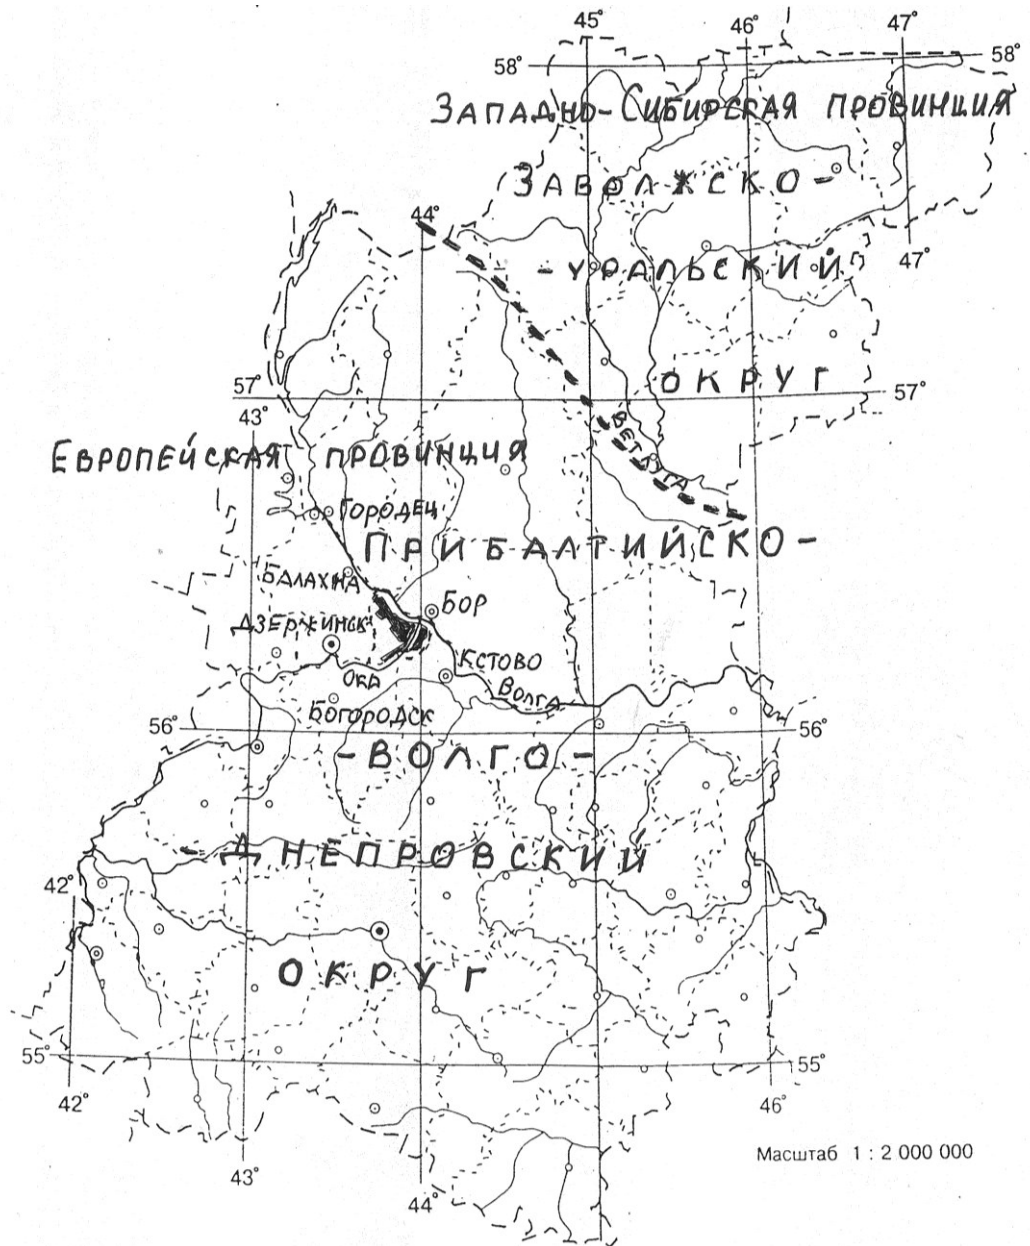 45°
46°
47°
58°
58°
ЗАПАДНО-СИБИРСКАЯ ПРОВИНЦИЯ
ЗАВОЛЖСКО-
44°
-УРАЛЬСКИЙ
47°
ОКРУГ
57°
57°
43°
ВЕТЛУГА
ЕВРОПЕЙСКАЯ ПРОВИНЦИЯ
ГОРОДЕЦ
ПРИБАЛТИЙСКО-
БАЛАХНА
БОР
ДЗЕРЖИНСК
КСТОВО
ОКА
ВОЛГА
БОГОРОДСК
56°
56°
-ВОЛГО-
-ДНЕПРОВСКИЙ
42°
ОКРУГ
55°
55°
42°
46°
Масштаб 1 : 2 000 000
43°
44°